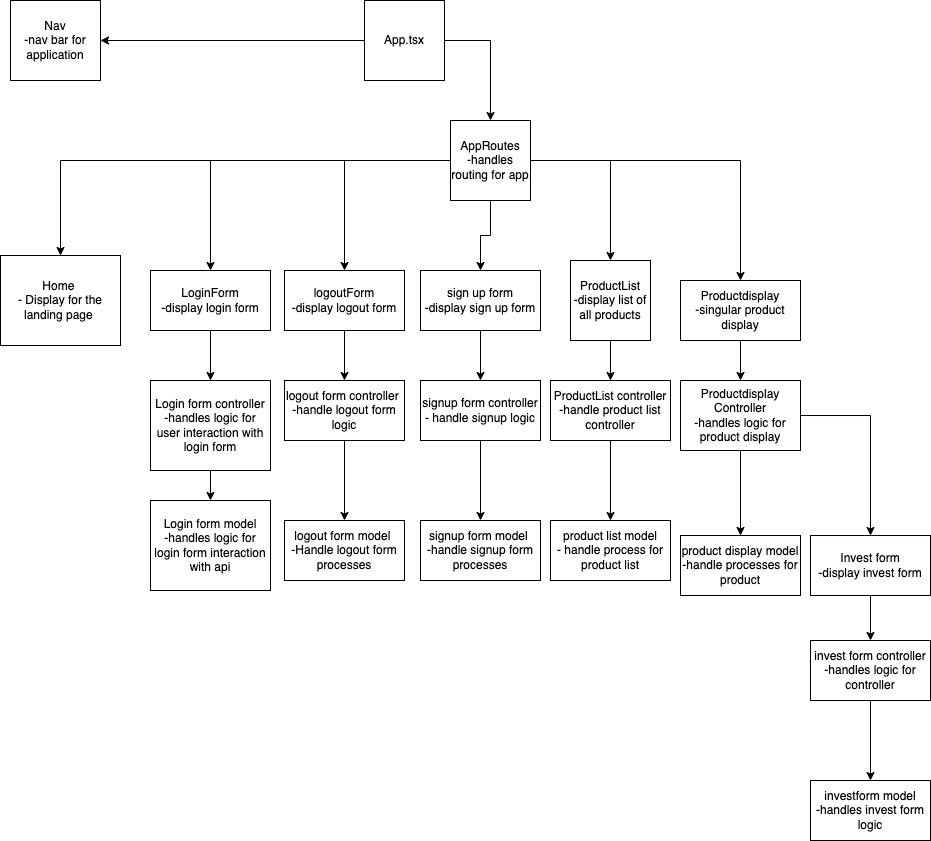 Nav
-nav bar for
application
App.tsx
AppRoutes
-handles
routing for app
Home
- Display for the
landing page
LoginForm
-display login form
logoutForm
-display logout form
sign up form
-display sign up form
ProductList
-display list of
all products
Productdisplay
-singular product
display
Login form controller
-handles logic for
user interaction with
login form
logout form controller
-handle logout form
logic
signup form controller
- handle signup logic
ProductList controller
-handle product list
controller
Productdisplay
Controller
-handles logic for
product display
Login form model
-handles logic for
login form interaction
with api
logout form model
-Handle logout form
processes
signup form model
-handle signup form
processes
product list model
- handle process for
product list
product display model
-handle processes for
product
Invest form
-display invest form
invest form controller
-handles logic for
controller
investform model
-handles invest form
logic